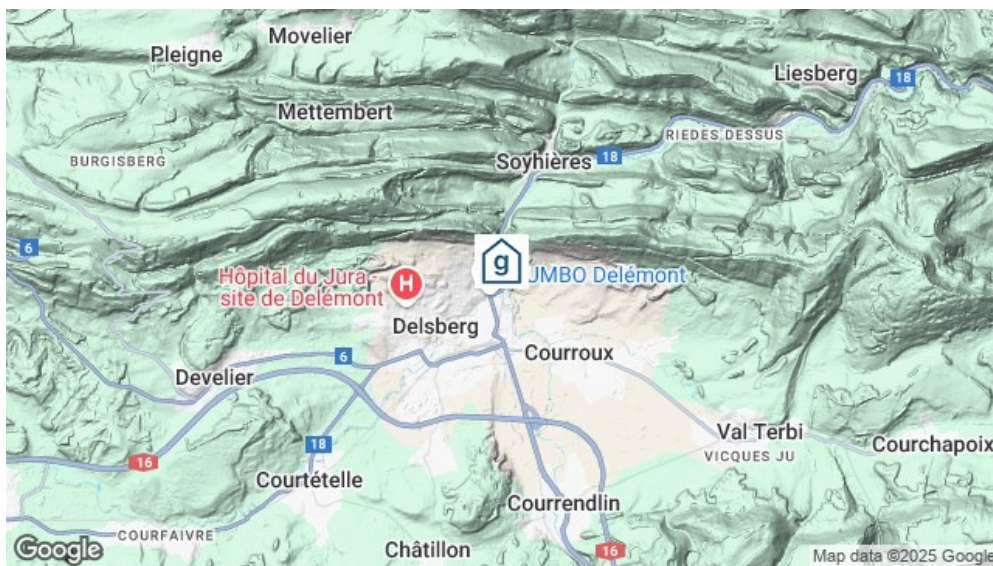 Movelier
Pleigne
Liesberg
18
Mettembert
RIEDES DESSUS
BURGISBERG
Soyhières
18
6
g
Hôpital du Jura -
site de Delémont
H
JMBO Delémont
Delsberg
6
Courroux
Develier
18
Val Terbi
VICQUES JU
Courchapoix
16
Courtételle
Courrendlin
COURFAIVRE
Châtillon
16
Google
Map data ©2025 Google